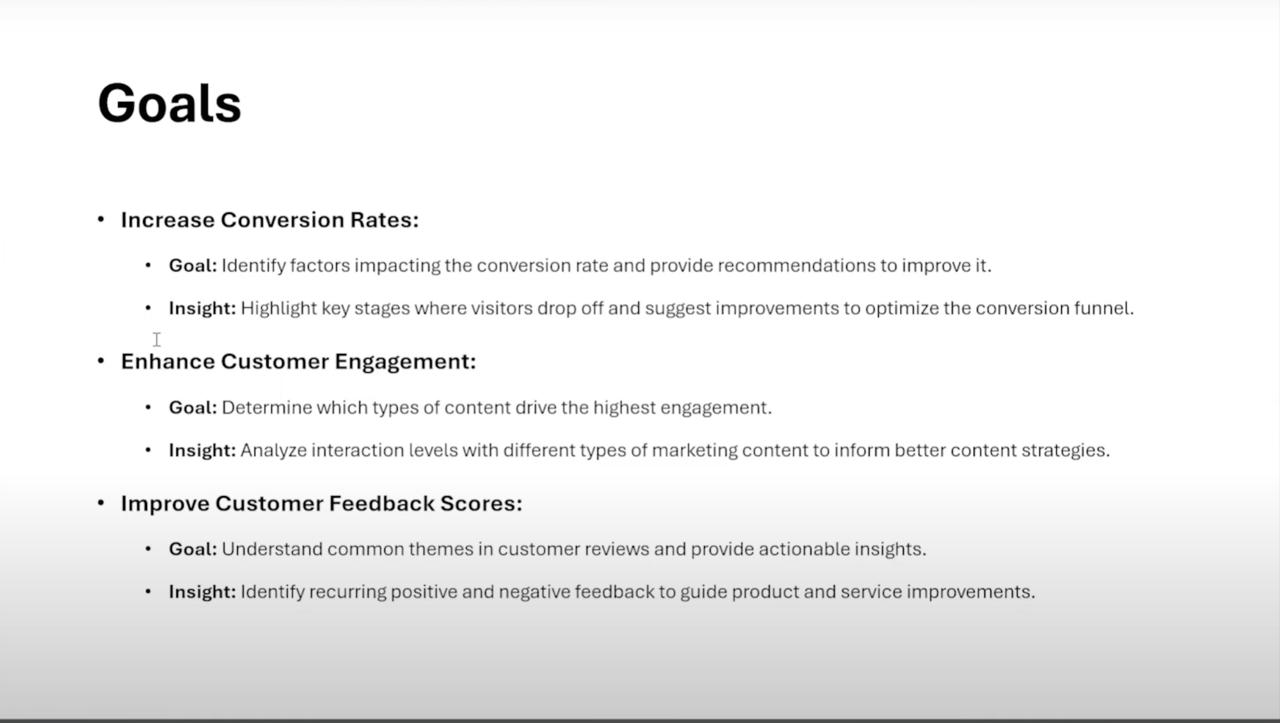 Goals
• Increase Conversion Rates:
• Goal: Identify factors impacting the conversion rate and provide recommendations to improve it.
• Insight: Highlight key stages where visitors drop off and suggest improvements to optimize the conversion funnel.
• Enhance Customer Engagement:
• Goal: Determine which types of content drive the highest engagement.
• Insight: Analyze interaction levels with different types of marketing content to inform better content strategies.
• Improve Customer Feedback Scores:
• Goal: Understand common themes in customer reviews and provide actionable insights.
• Insight: Identify recurring positive and negative feedback to guide product and service improvements.